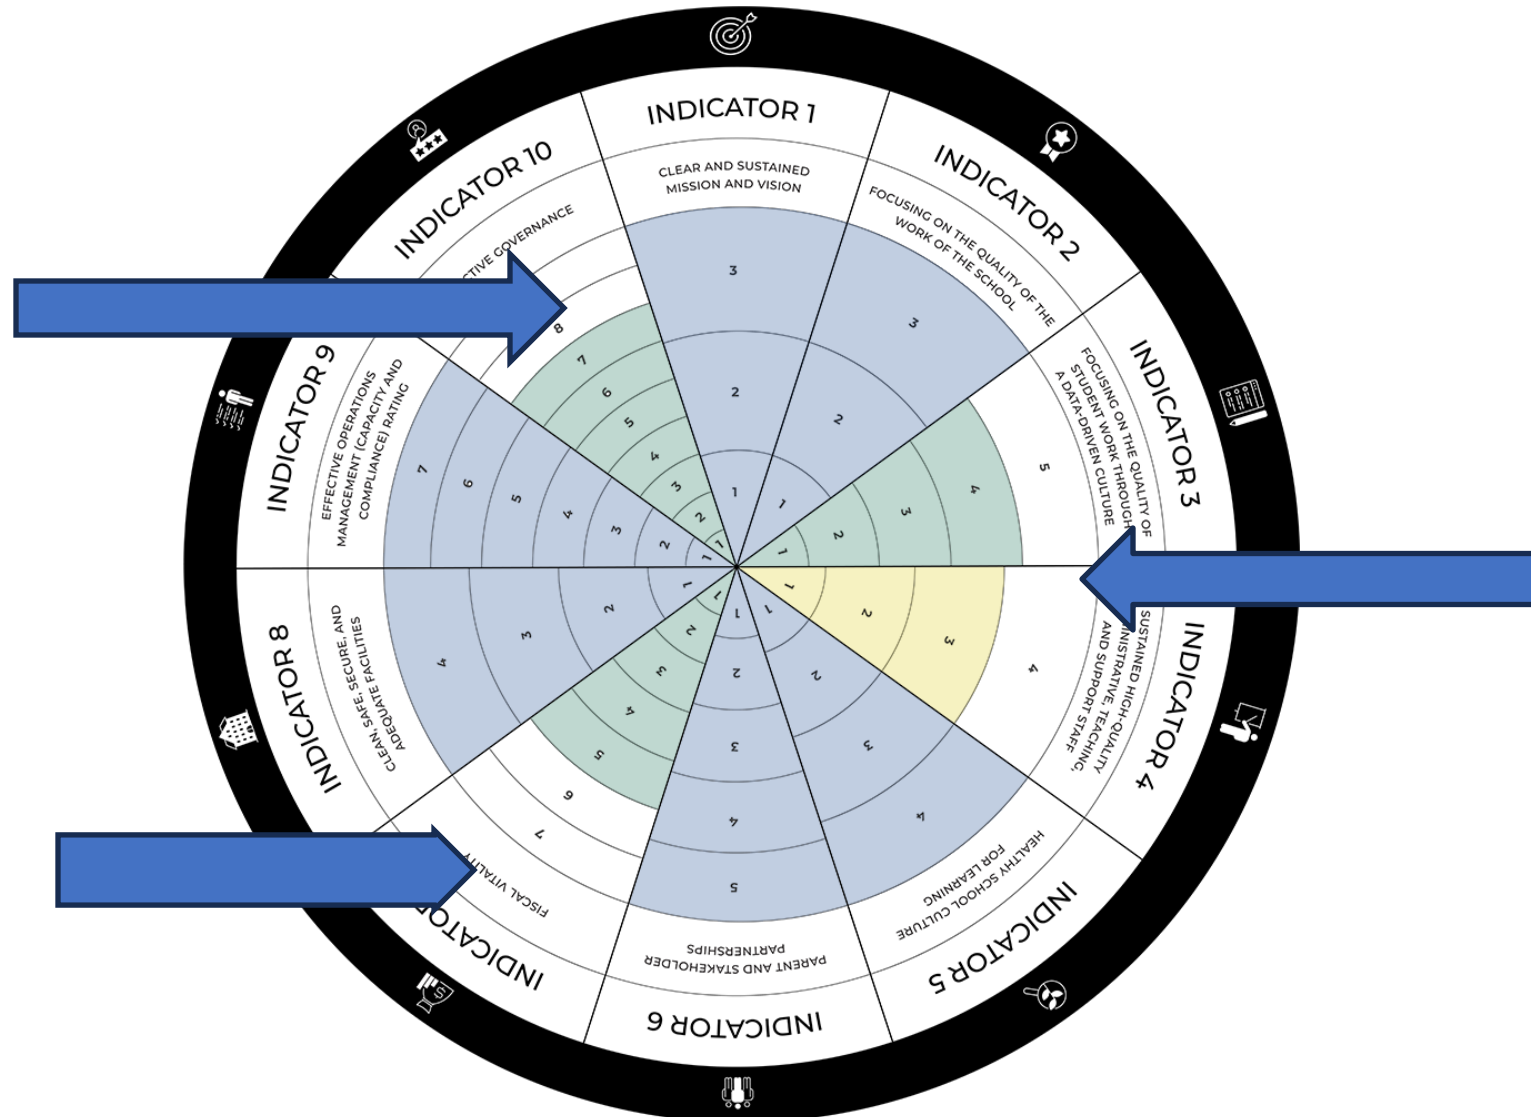 INDICATOR 1
CLEAR AND SUSTAINED
MISSION AND VISION
3
2
1
INDICATOR 2
FOCUSING ON THE QUALITY OF THE
WORK OF THE SCHOOL
3
2
1
INDICATOR 3
FOCUSING ON THE QUALITY OF
STUDENT WORK THROUGH
A DATA-DRIVEN CULTURE
5
4
3
2
1
INDICATOR 4
SUSTAINED HIGH-QUALITY
TEACHING,
AND SUPPORT STAFF
4
3
2
1
INDICATOR 5
HEALTHY SCHOOL CULTURE
FOR LEARNING
4
3
2
1
INDICATOR 6
PARENT AND STAKEHOLDER
PARTNERSHIPS
5
4
3
2
1
INDICATOR
FISCAL VITALITY
7
6
5
4
3
2
1
INDICATOR 8
CLEAN, SAFE, SECURE, AND
ADEQUATE FACILITIES
4
3
2
1
INDICATOR 9
EFFECTIVE OPERATIONS
MANAGEMENT (CAPACITY AND
COMPLIANCE) RATING
7
6
5
4
3
2
1
INDICATOR 10
GOVERNANCE
8
7
6
5
4
3
2
1